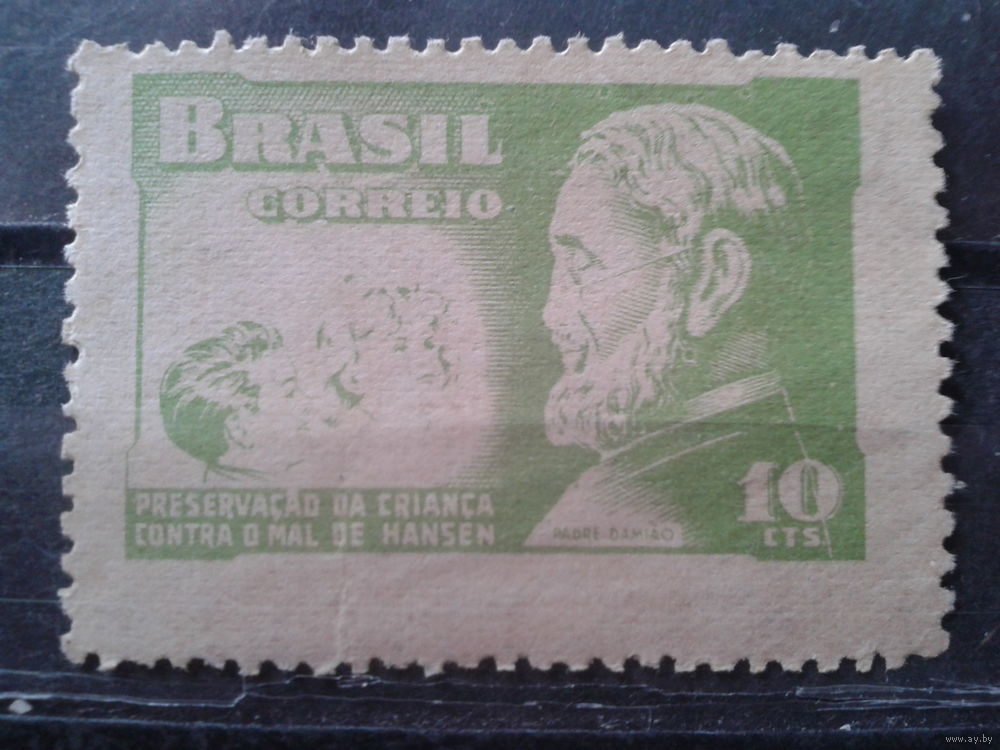 BRASIL
CORREIO
PRESERVAÇÃO DA CRIANÇA
CONTRA O MAL DE HANSEN
PADRE DAMIÃO
10
CTS.
www.ay.by